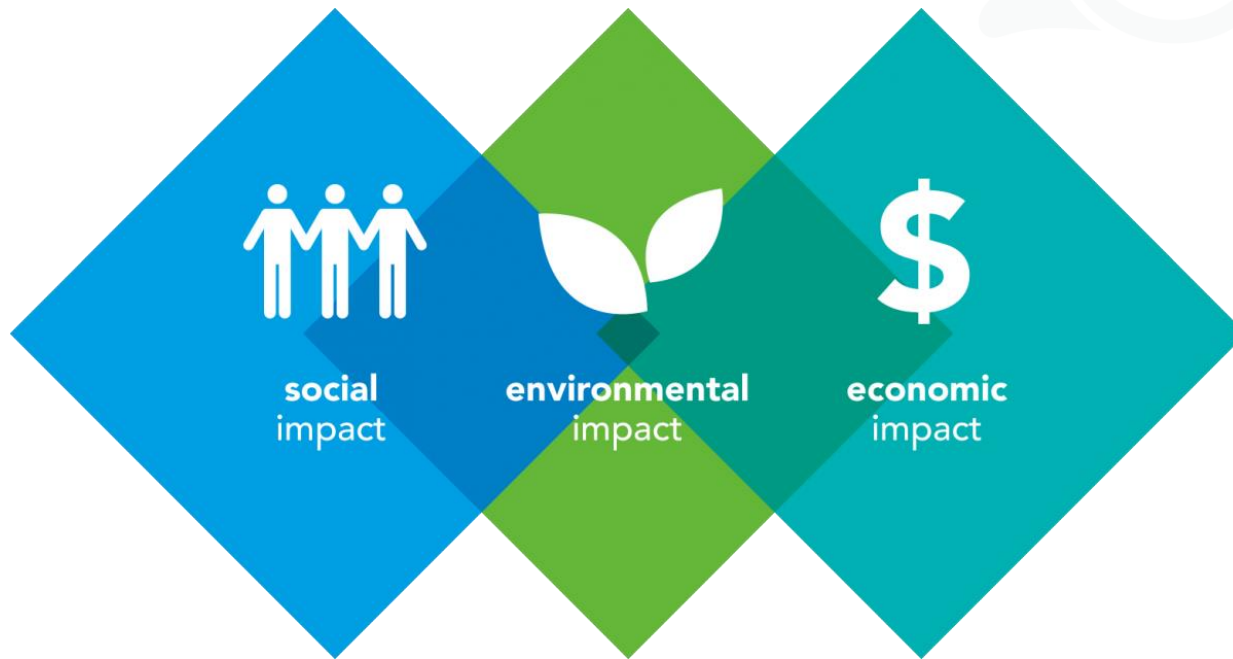 $
social
impact
environmental
impact
economic
impact